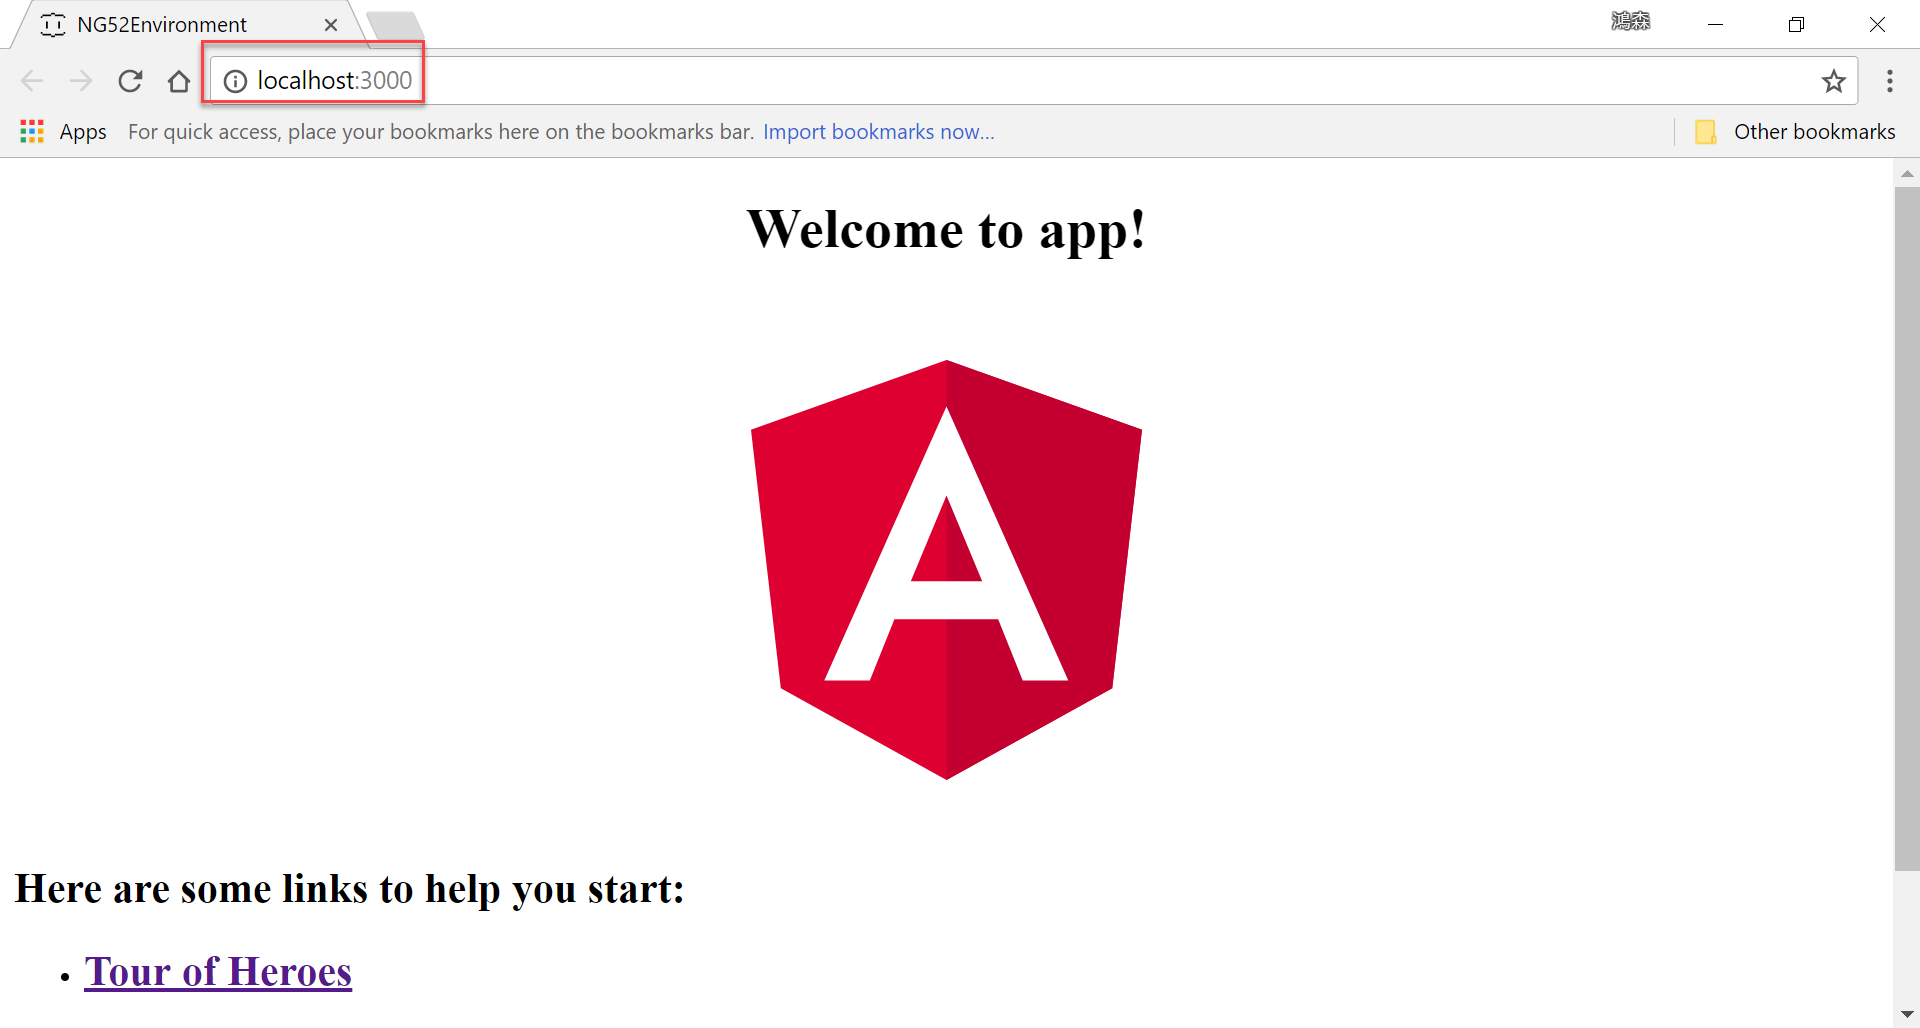 NG52Environment
鴻森
localhost:3000
Apps For quick access, place your bookmarks here on the bookmarks bar. Import bookmarks now... Other bookmarks
Welcome to app!
A
Here are some links to help you start:
Tour of Heroes